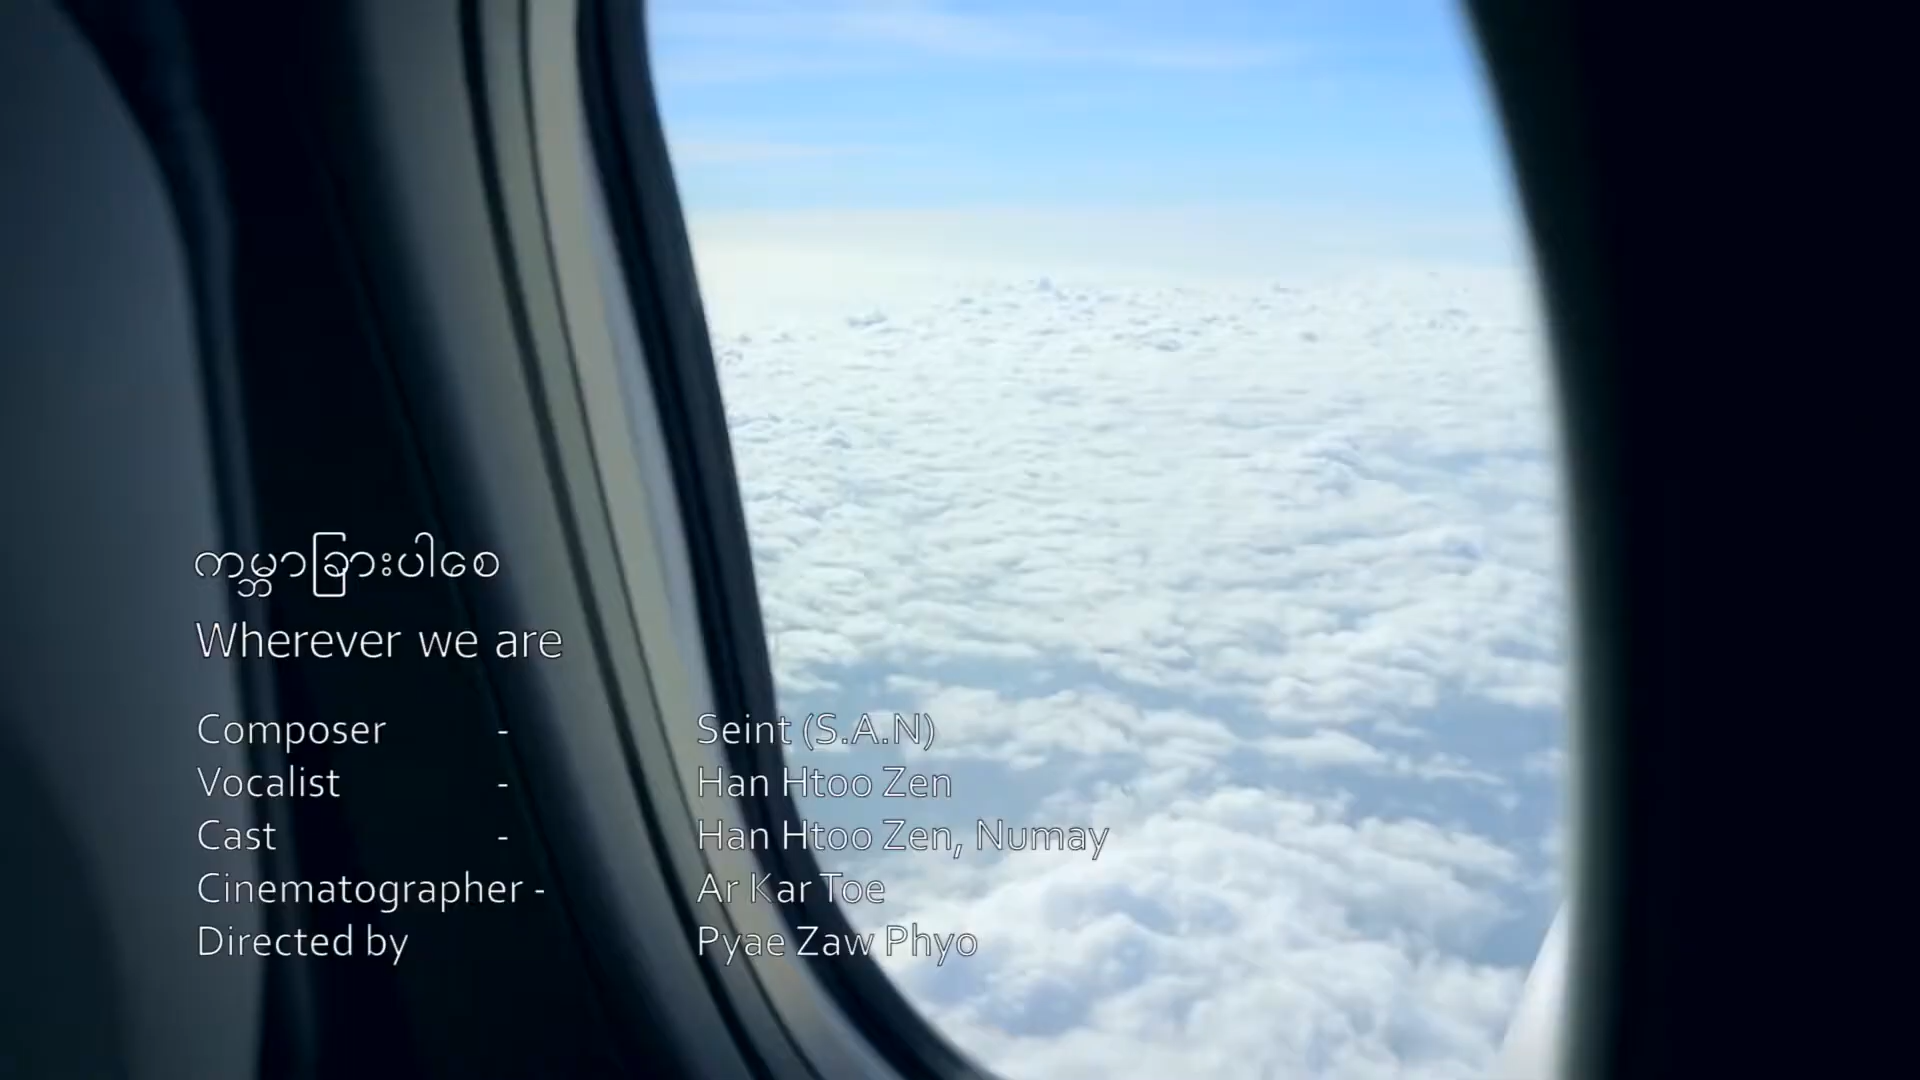 ကမ္ဘာခြားပါစေ
Wherever we are
Composer - Seint (S.A.N)
Vocalist - Han Htoo Zen
Cast - Han Htoo Zen, Numay
Cinematographer - Ar Kar Toe
Directed by Pyae Zaw Phyo